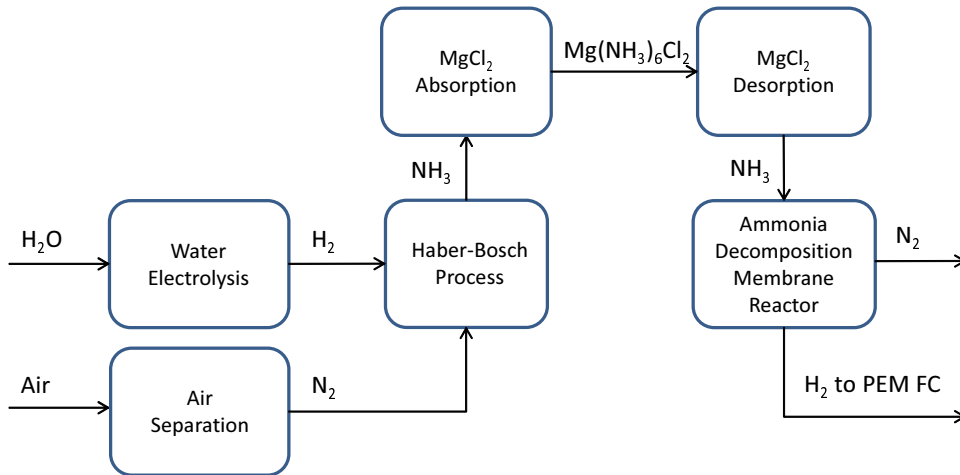 MgCl₂
Absorption
Mg(NH₃)₆Cl₂
MgCl₂
Desorption
NH₃
NH₃
H₂O
Water
Electrolysis
H₂
Haber-Bosch
Process
Ammonia
Decomposition
Membrane
Reactor
N₂
Air
Air
Separation
N₂
H₂ to PEM FC